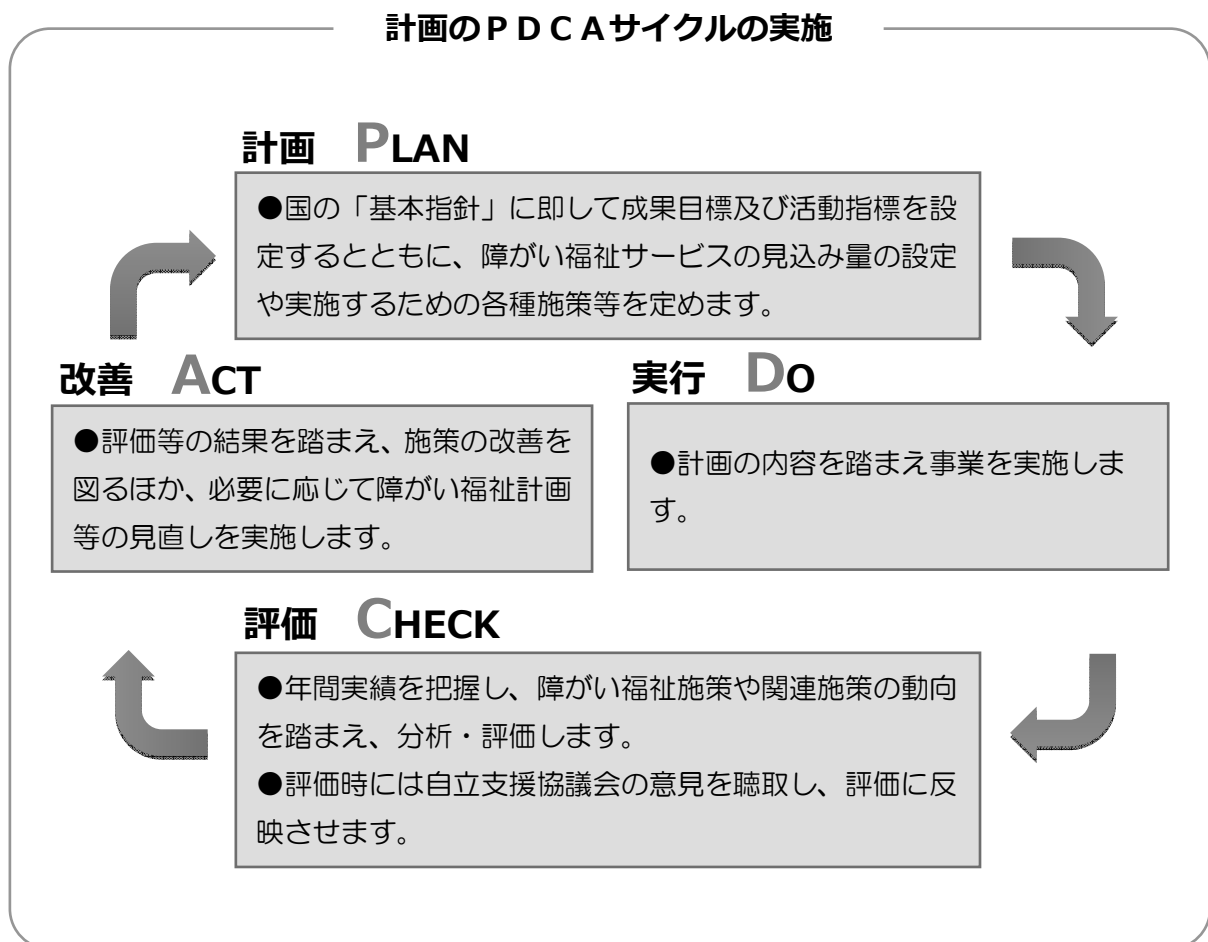 計画のＰＤＣＡサイクルの実施
計画 PLAN
●国の「基本指針」に即して成果目標及び活動指標を設
定するとともに、障がい福祉サービスの見込み量の設定
や実施するための各種施策等を定めます。
改善 ACT
●評価等の結果を踏まえ、施策の改善を
図るほか、必要に応じて障がい福祉計画
等の見直しを実施します。
実行 DO
●計画の内容を踏まえ事業を実施しま
す。
評価 CHECK
●年間実績を把握し、障がい福祉施策や関連施策の動向
を踏まえ、分析・評価します。
●評価時には自立支援協議会の意見を聴取し、評価に反
映させます。